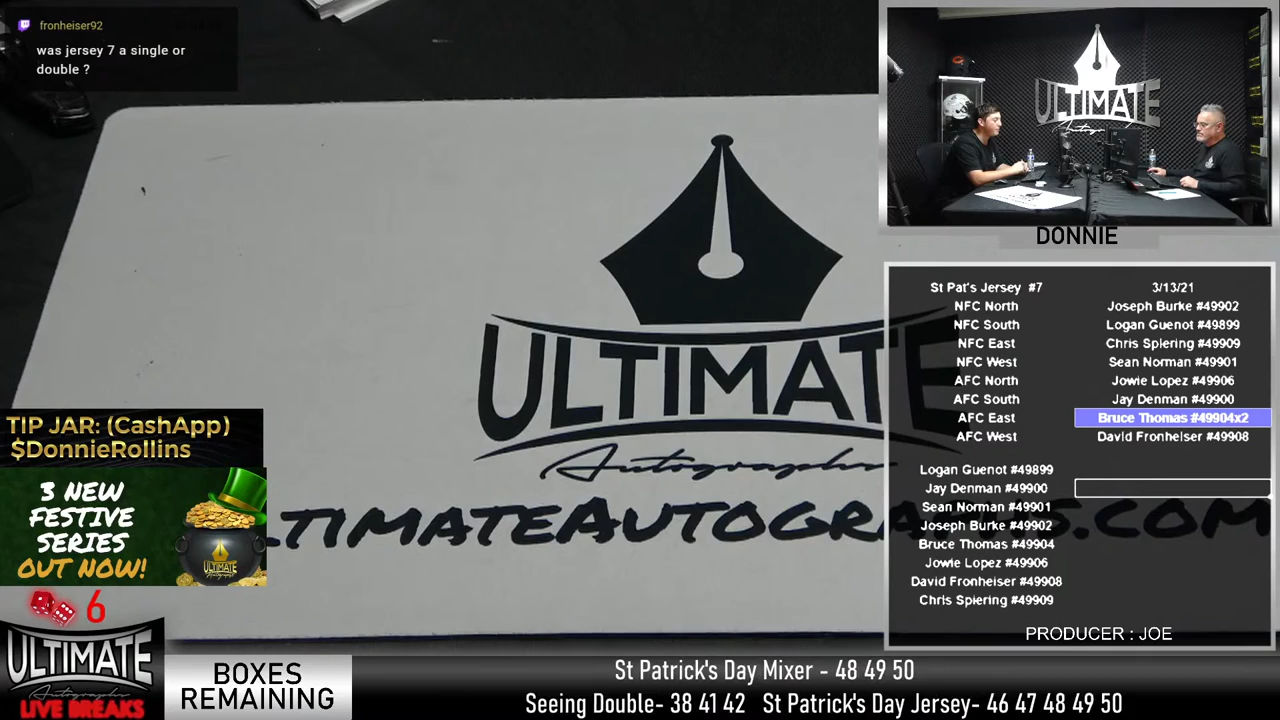 fronheiser92
was jersey 7 a single or
double ?
ULTIMATE
Autographs
ULTIMATE
Autographs
ULTIMATEAUTOGRAPHS.COM
DONNIE
St Pat's Jersey #7 3/13/21
NFC North Joseph Burke #49902
NFC South Logan Guenot #49899
NFC East Chris Spiering #49909
NFC West Sean Norman #49901
AFC North Jowie Lopez #49906
AFC South Jay Denman #49900
AFC East Bruce Thomas #49904x2
AFC West David Fronheiser #49908
Logan Guenot #49899
Jay Denman #49900
Sean Norman #49901
Joseph Burke #49902
Bruce Thomas #49904
Jowie Lopez #49906
David Fronheiser #49908
Chris Spiering #49909
PRODUCER : JOE
TIP JAR: (CashApp)
$DonnieRollins
3 NEW
FESTIVE
SERIES
OUT NOW!
ULTIMATE
Autographs
6
ULTIMATE
Autographs
LIVE BREAKS
BOXES
REMAINING
St Patrick's Day Mixer - 48 49 50
Seeing Double- 38 41 42 St Patrick's Day Jersey- 46 47 48 49 50